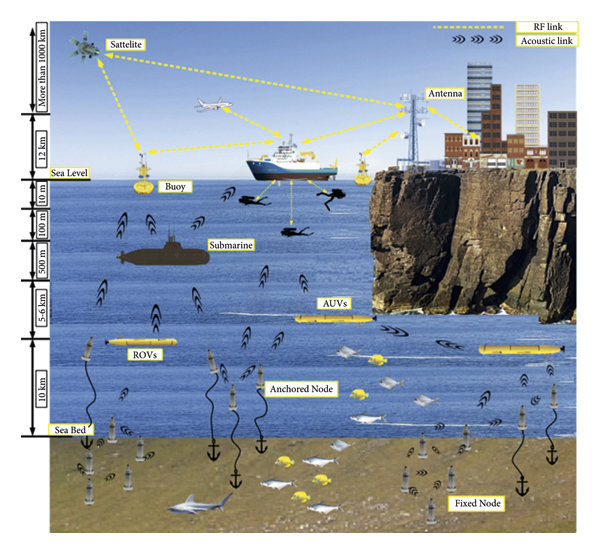 RF link
Acoustic link
Sattelite
Antenna
More than 1000 km
12 km
Sea Level
Buoy
10 m
100 m
Submarine
500 m
5-6 km
AUVs
ROVs
10 km
Anchored Node
Sea Bed
Fixed Node